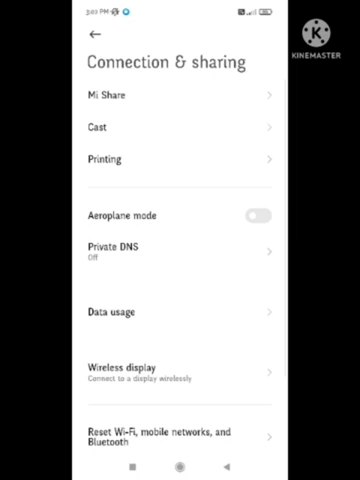 3:03 PM
KINEMASTER
Connection & sharing
Mi Share
Cast
Printing
Aeroplane mode
Private DNS
Off
Data usage
Wireless display
Connect to a display wirelessly
Reset Wi-Fi, mobile networks, and
Bluetooth